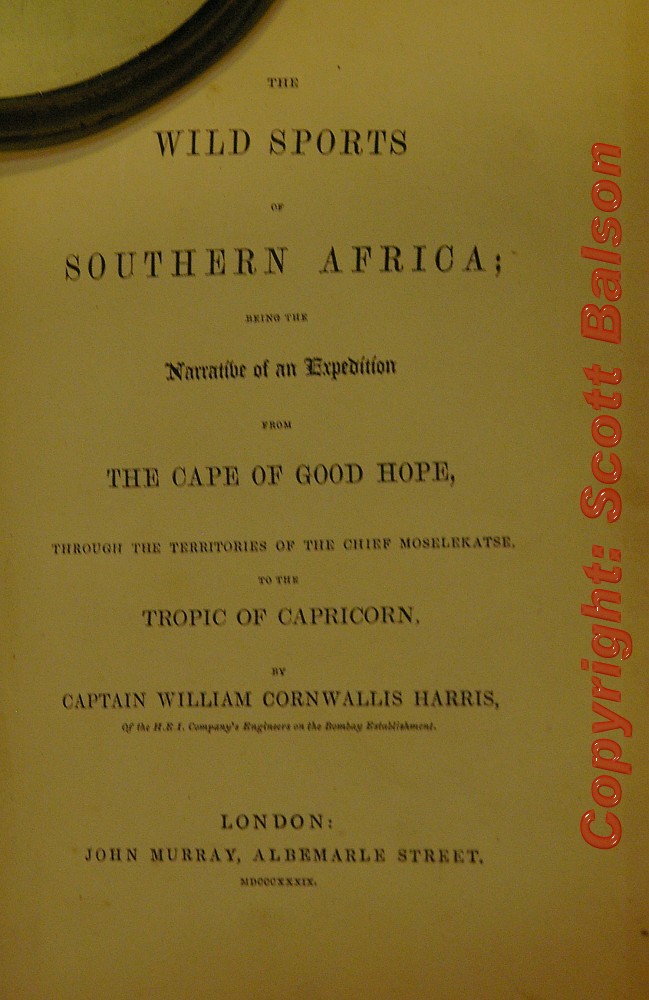 THE
WILD SPORTS
OF
SOUTHERN AFRICA;
BEING THE
Narrative of an Expedition
FROM
THE CAPE OF GOOD HOPE,
THROUGH THE TERRITORIES OF THE CHIEF MOSELEKATSE,
TO THE
TROPIC OF CAPRICORN,
BY
CAPTAIN WILLIAM CORNWALLIS HARRIS,
Of the H.E.I. Company's Engineers on the Bombay Establishment.
LONDON:
JOHN MURRAY, ALBEMARLE STREET.
MDCCCXXXIX.
Copyright: Scott Balson